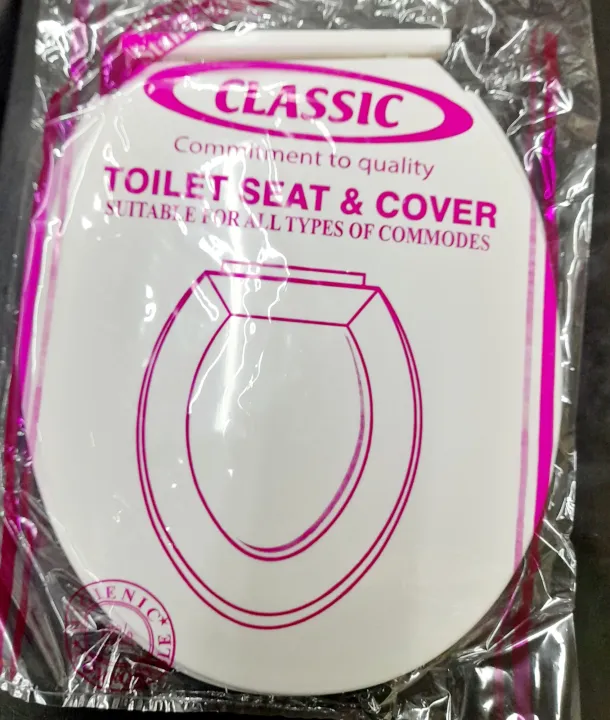 CLASSIC
Commitment to quality
TOILET SEAT & COVER
SUITABLE FOR ALL TYPES OF COMMODES